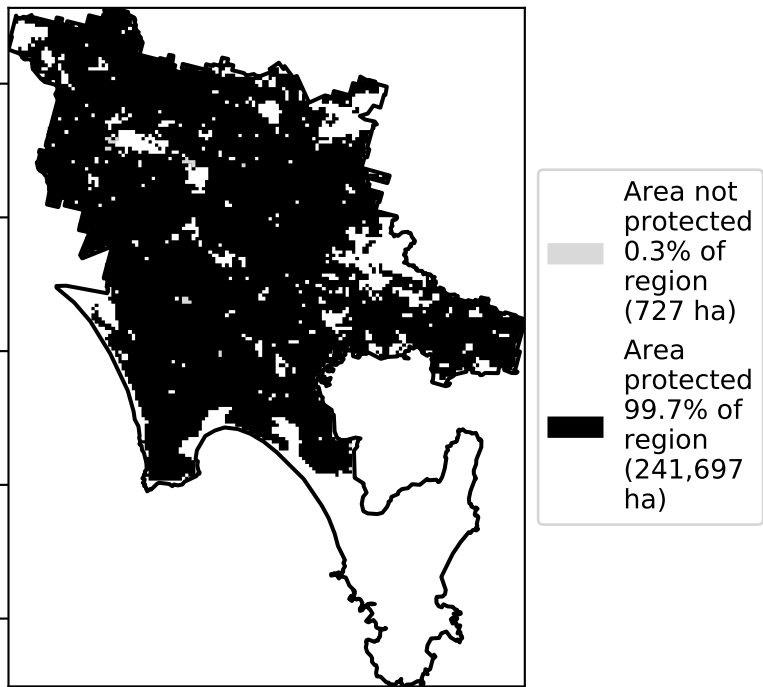 Area not
protected
0.3% of
region
(727 ha)
Area
protected
99.7% of
region
(241,697
ha)